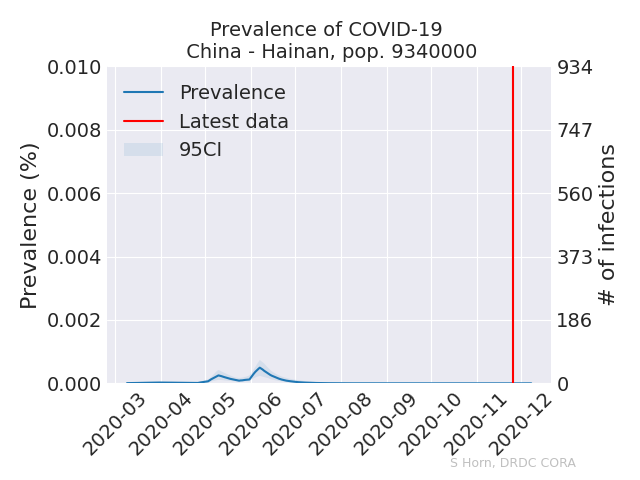 Prevalence of COVID-19
China - Hainan, pop. 9340000
Prevalence
Latest data
95CI
Prevalence (%)
0.010
0.008
0.006
0.004
0.002
0.000
934
747
560
373
186
0
# of infections
2020-03
2020-04
2020-05
2020-06
2020-07
2020-08
2020-09
2020-10
2020-11
2020-12
S Horn, DRDC CORA